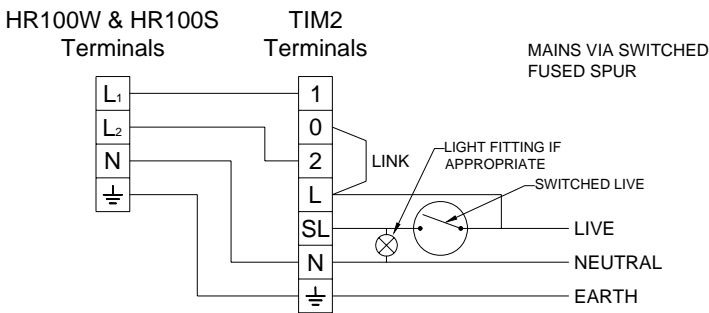 HR100W & HR100S
Terminals
TIM2
Terminals
MAINS VIA SWITCHED
FUSED SPUR
L1
L2
N
1
0
2
L
SL
N
LINK
LIGHT FITTING IF
APPROPRIATE
SWITCHED LIVE
LIVE
NEUTRAL
EARTH